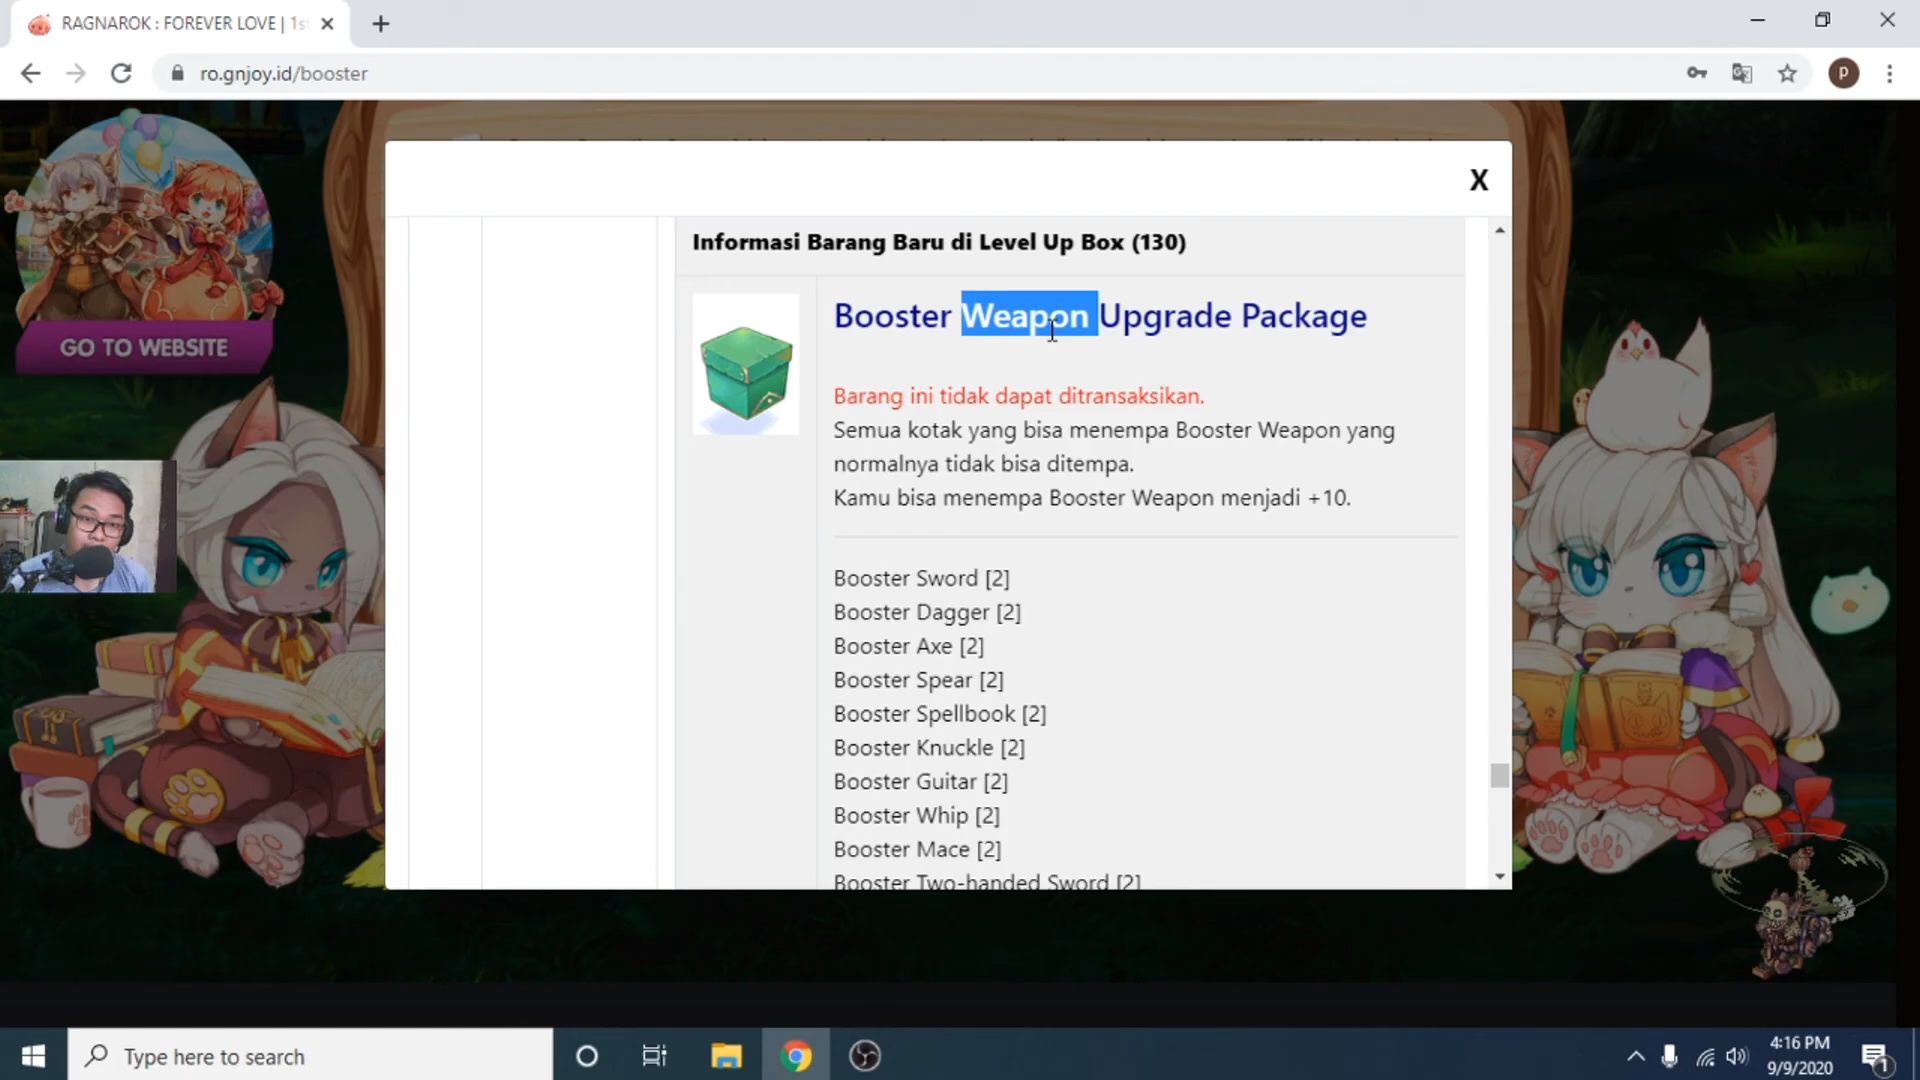 RAGNAROK : FOREVER LOVE | 1s
ro.gnjoy.id/booster
P
X
GO TO WEBSITE
Informasi Barang Baru di Level Up Box (130)
Booster Weapon Upgrade Package
Barang ini tidak dapat ditransaksikan.
Semua kotak yang bisa menempa Booster Weapon yang
normalnya tidak bisa ditempa.
Kamu bisa menempa Booster Weapon menjadi +10.
Booster Sword [2]
Booster Dagger [2]
Booster Axe [2]
Booster Spear [2]
Booster Spellbook [2]
Booster Knuckle [2]
Booster Guitar [2]
Booster Whip [2]
Booster Mace [2]
Booster Two-handed Sword [2]
Type here to search
4:16 PM
9/9/2020
1